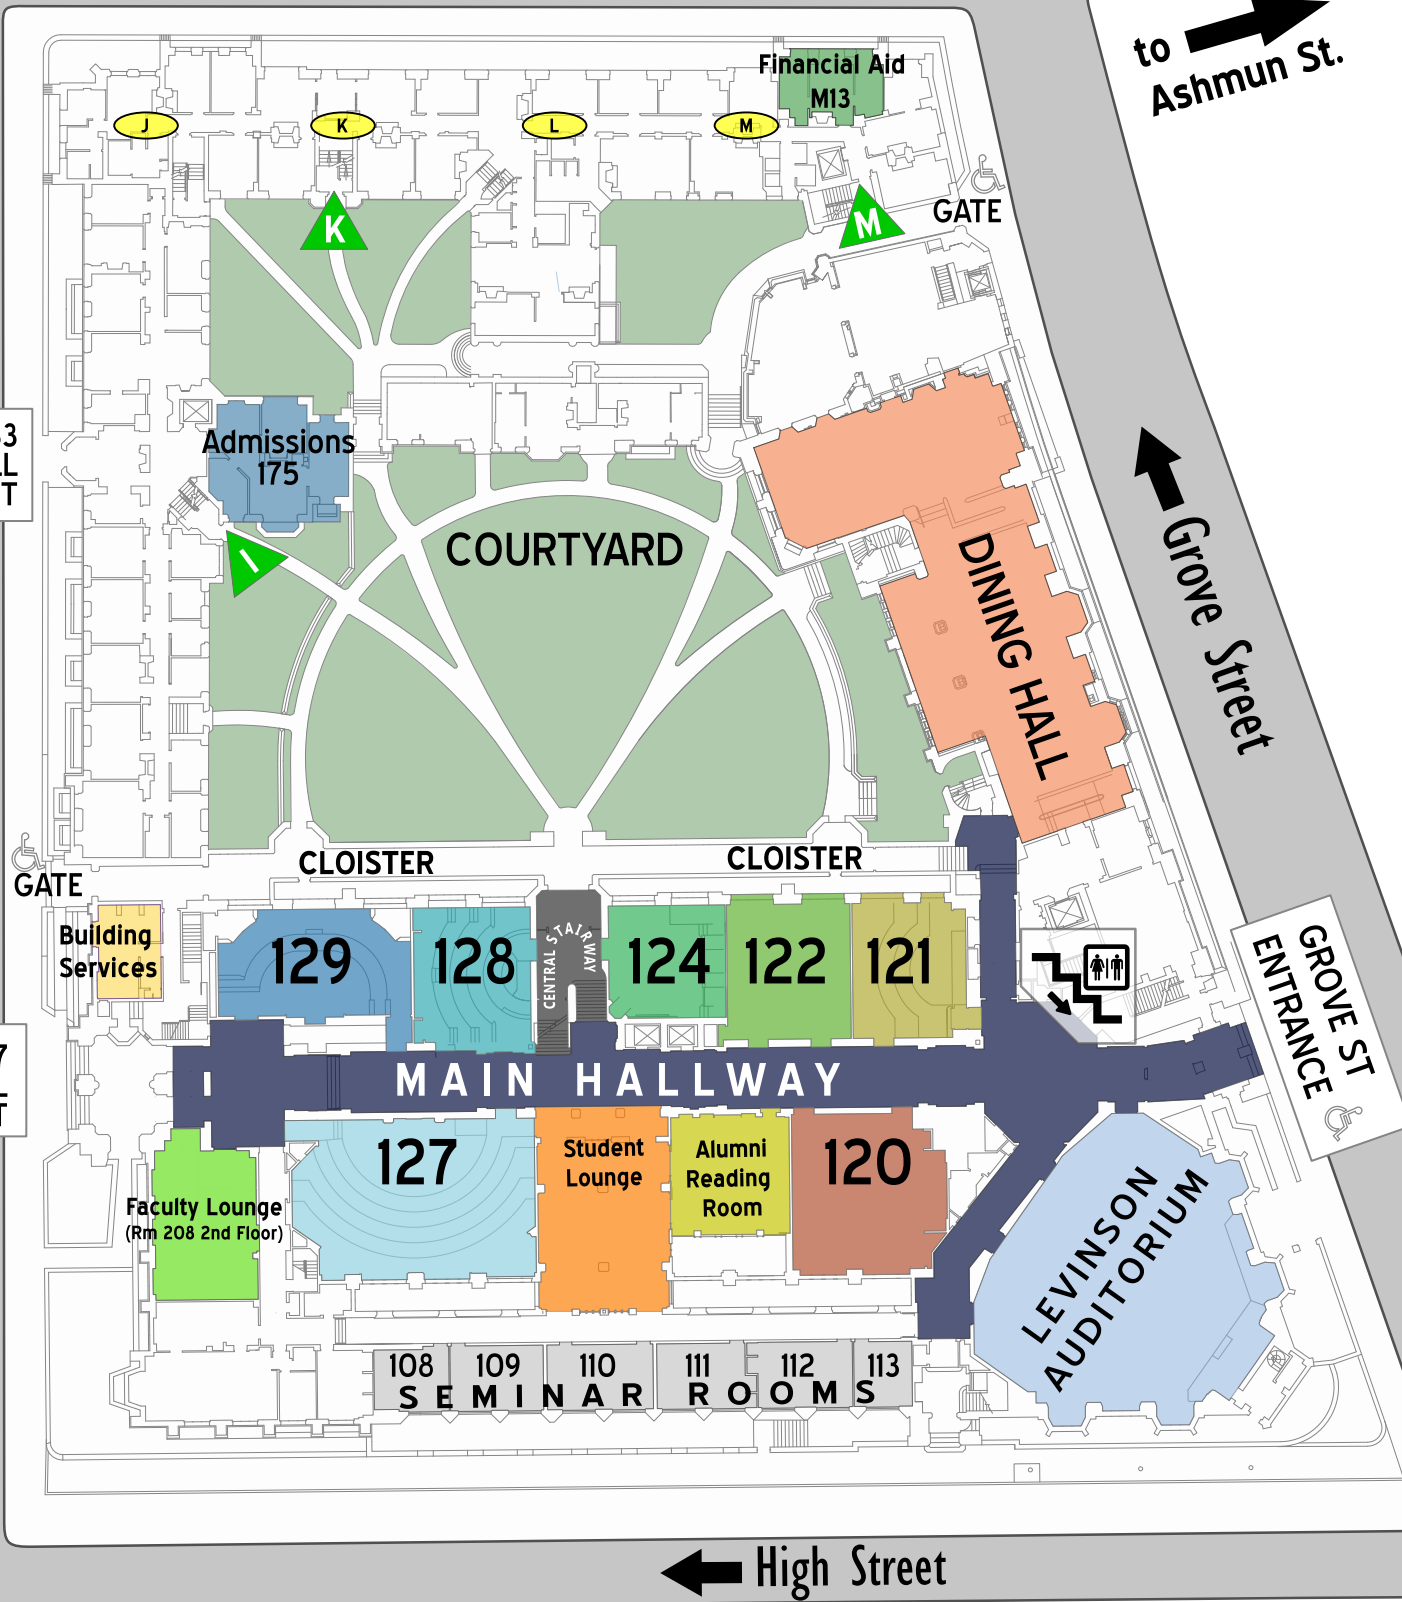 to
Ashmun St.
Financial Aid
M13
J
K
L
M
K
M
GATE
Admissions
175
I
COURTYARD
DINING HALL
Grove Street
CLOISTER
CLOISTER
GATE
Building
Services
129
128
CENTRAL STAIRWAY
124
122
121
GROVE ST
ENTRANCE
MAIN HALLWAY
127
Student
Lounge
Alumni
Reading
Room
120
Faculty Lounge
(Rm 208 2nd Floor)
LEVINSON
AUDITORIUM
108
109
110
111
112
113
SEMINAR ROOMS
High Street